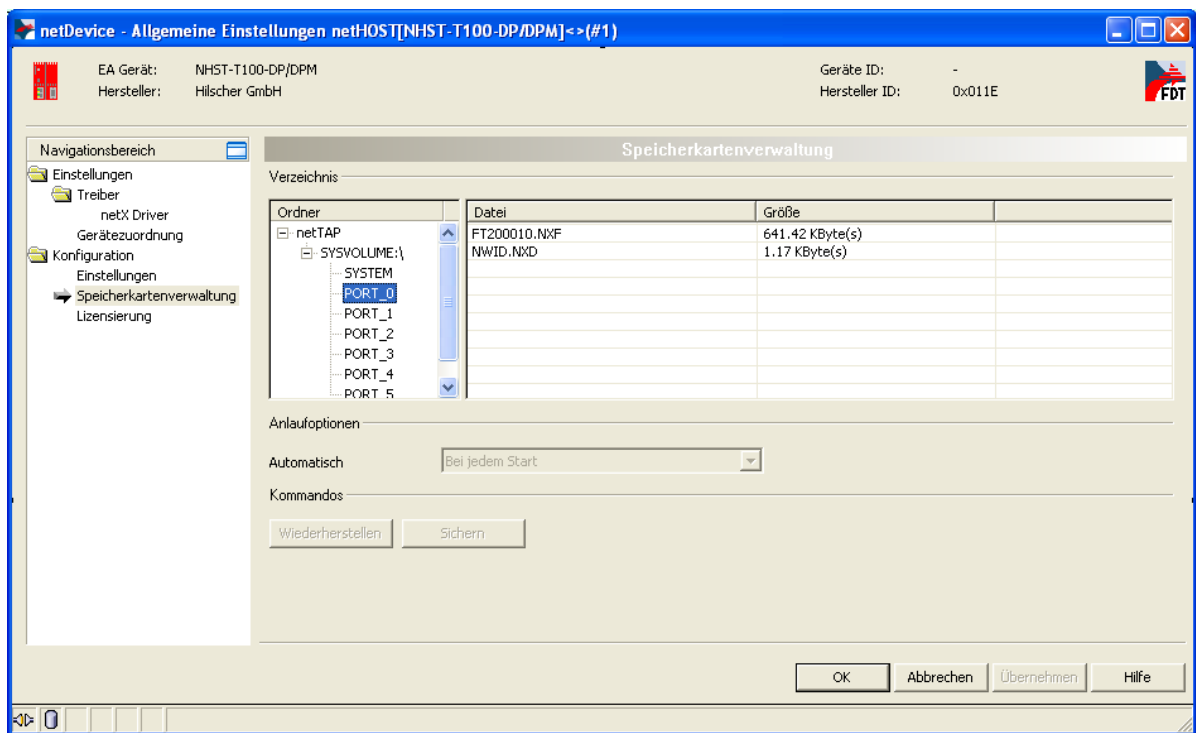 netDevice - Allgemeine Einstellungen netHOST[NHST-T100-DP/DPM]<>(#1)
EA Gerät: NHST-T100-DP/DPM Geräte ID: -
Hersteller: Hilscher GmbH Hersteller ID: 0x011E
FDT
Navigationsbereich
Einstellungen
Treiber
netX Driver
Gerätezuordnung
Konfiguration
Einstellungen
Speicherkartenverwaltung
Lizensierung
Speicherkartenverwaltung
Verzeichnis
Ordner Datei Größe
netTAP
SYSVOLUME:\
SYSTEM
PORT_0
PORT_1
PORT_2
PORT_3
PORT_4
PORT_5
FT200010.NXF 641.42 KByte(s)
NWID.NXD 1.17 KByte(s)
Anlaufoptionen
Automatisch Bei jedem Start
Kommandos
Wiederherstellen Sichern
OK Abbrechen Übernehmen Hilfe